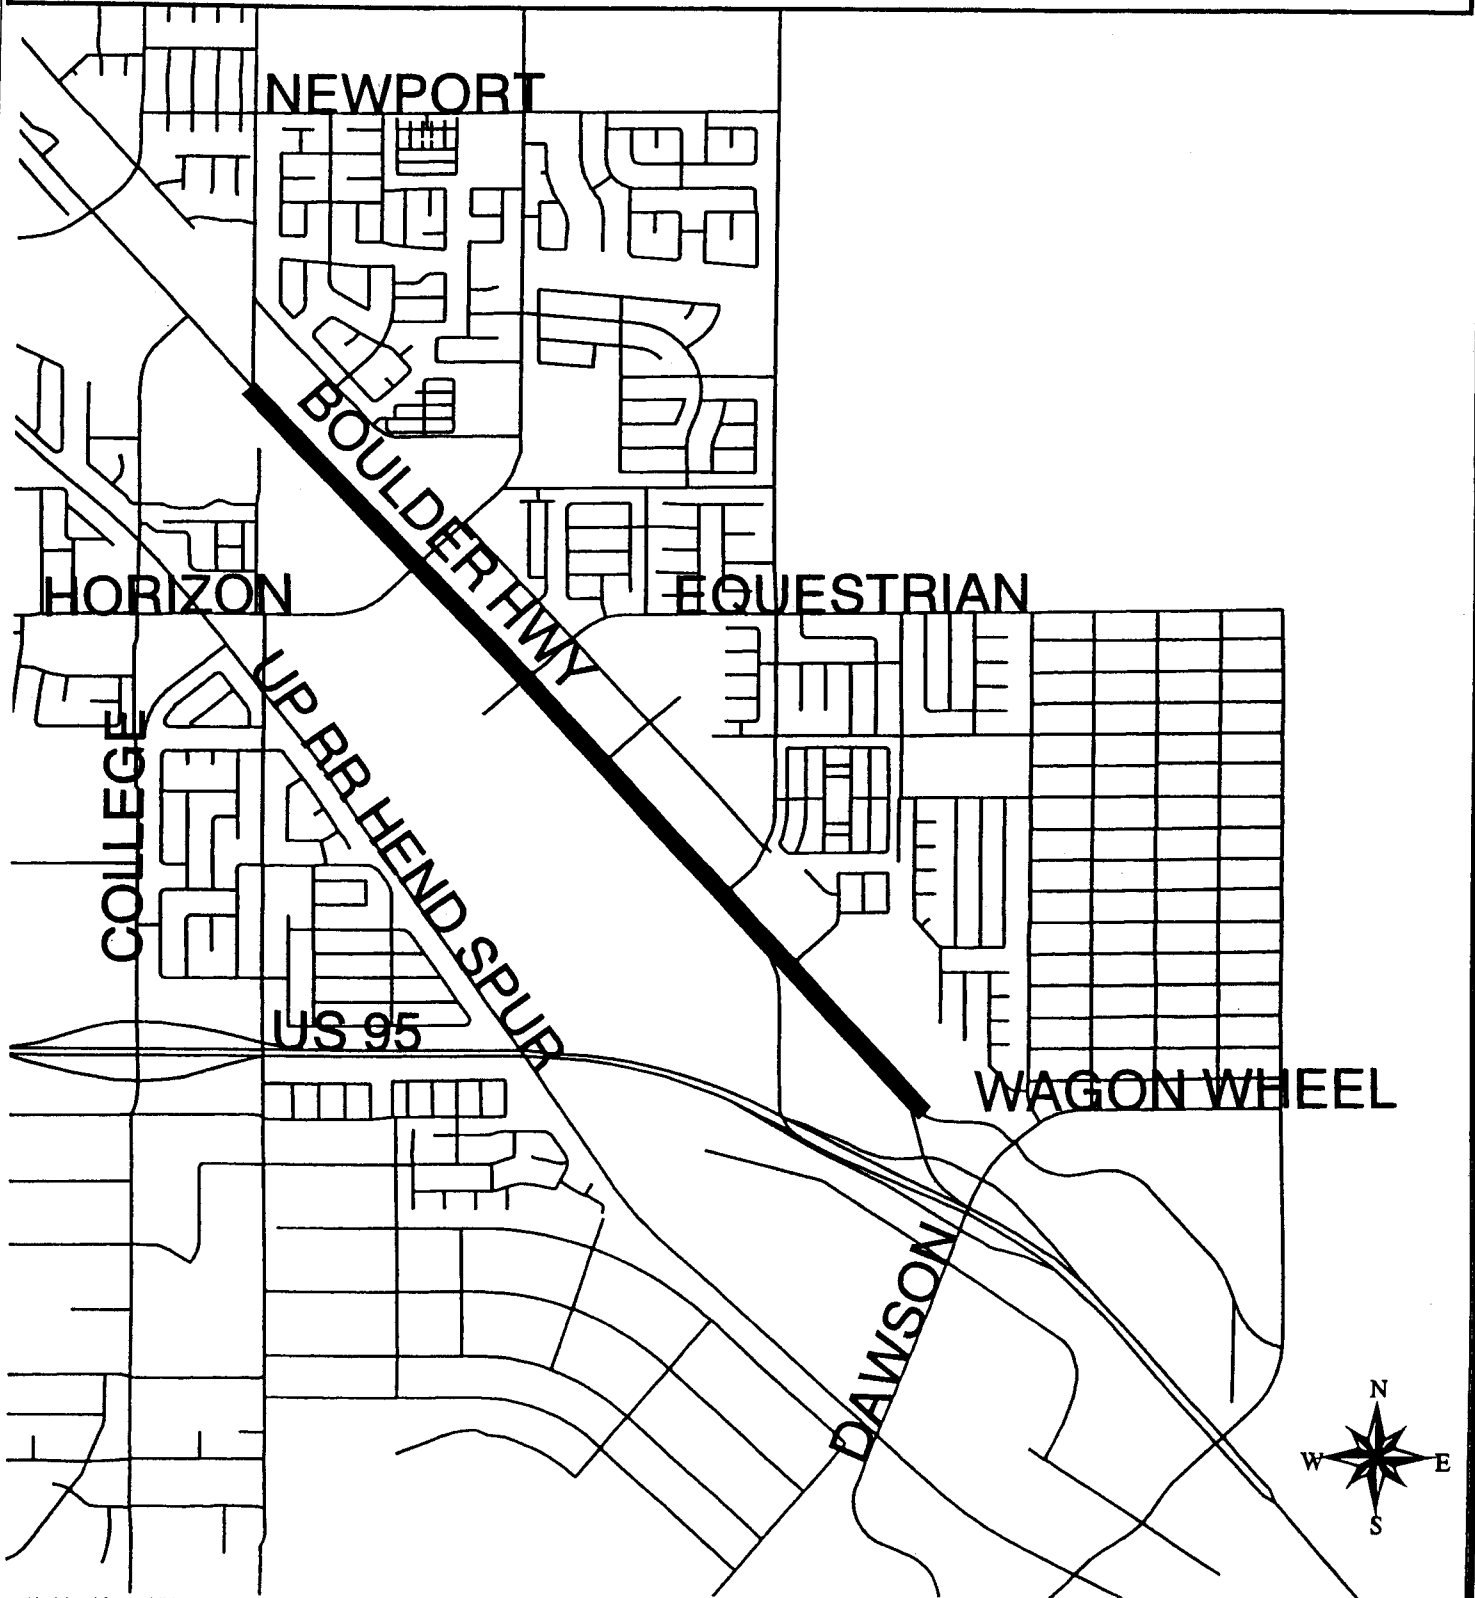 NEWPORT
BOULDER HWY
HORIZON
EQUESTRIAN
UP RR HEND SPUR
COLLEGE
US 95
WAGON WHEEL
DAWSON
N
W E
S